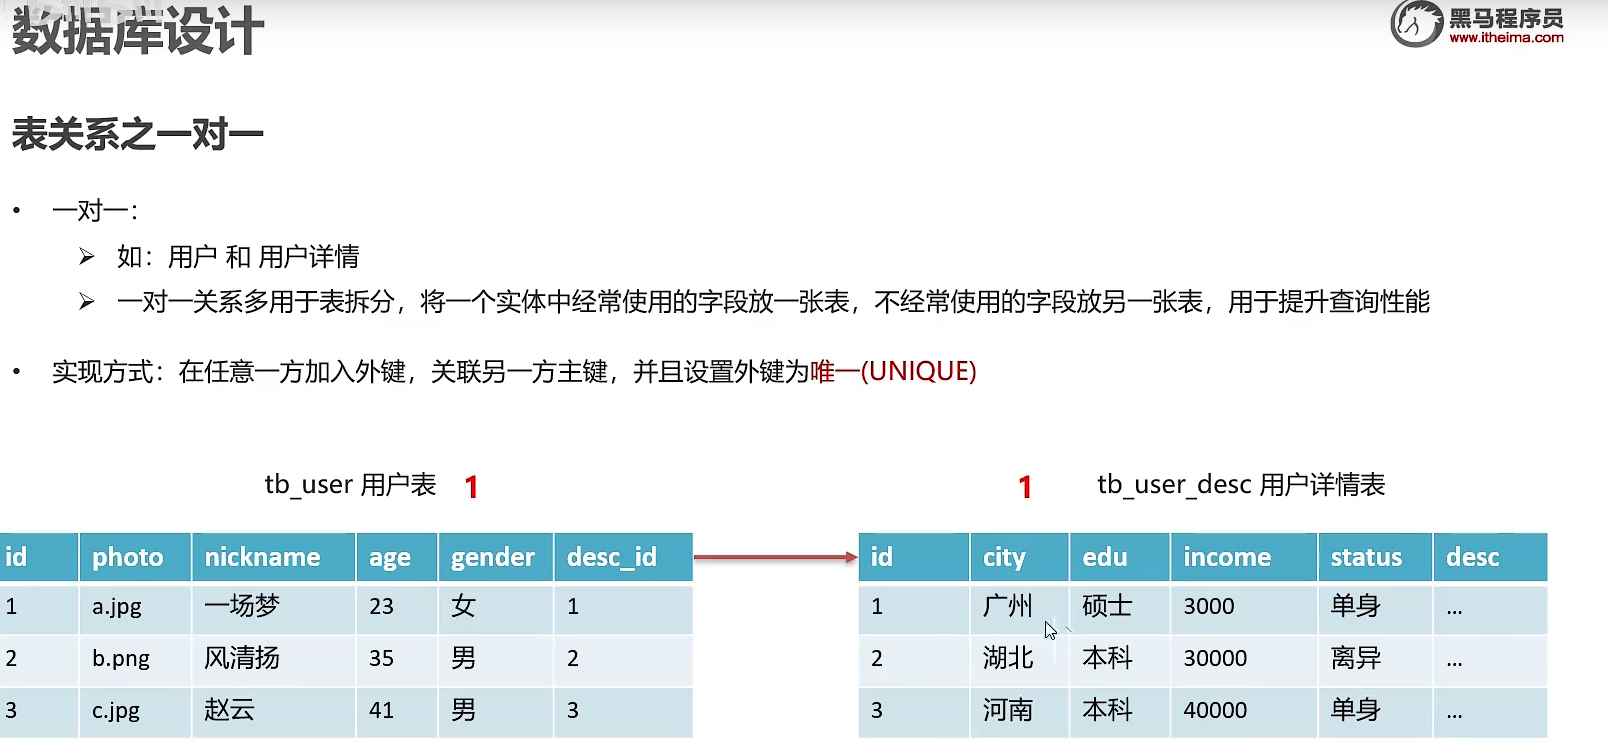 数据库设计
黑马程序员
www.itheima.com
表关系之一对一
• 一对一：
➢ 如：用户 和 用户详情
➢ 一对一关系多用于表拆分，将一个实体中经常使用的字段放一张表，不经常使用的字段放另一张表，用于提升查询性能
• 实现方式：在任意一方加入外键，关联另一方主键，并且设置外键为唯一(UNIQUE)
tb_user 用户表 1
id photo nickname age gender desc_id
1 a.jpg 一场梦 23 女 1
2 b.png 风清扬 35 男 2
3 c.jpg 赵云 41 男 3
1 tb_user_desc 用户详情表
id city edu income status desc
1 广州 硕士 3000 单身 ...
2 湖北 本科 30000 离异 ...
3 河南 本科 40000 单身 ...